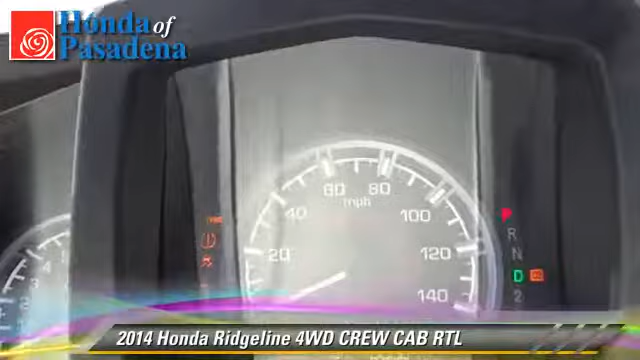 Honda of
Pasadena
60 80
mph
40 100
20 120
140
R
N
D
2
2014 Honda Ridgeline 4WD CREW CAB RTL